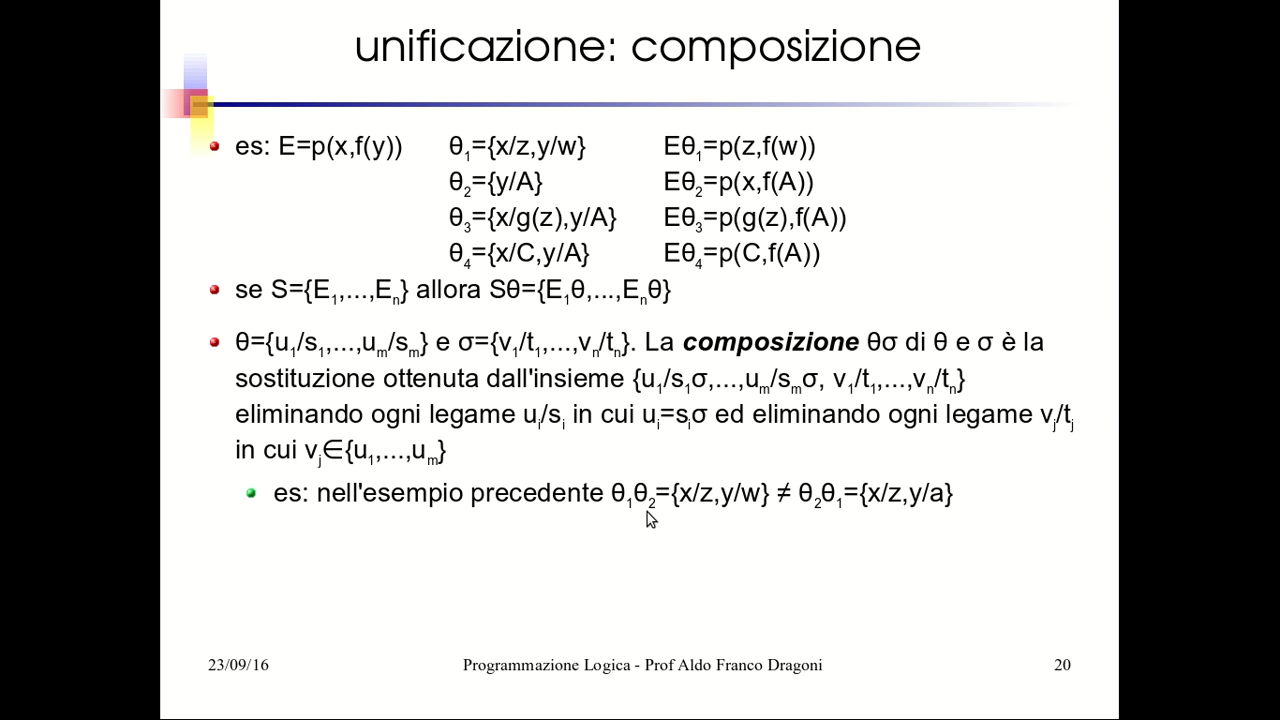 unificazione: composizione
es: E=p(x,f(y)) θ₁={x/z,y/w} Eθ₁=p(z,f(w))
θ₂={y/A} Eθ₂=p(x,f(A))
θ₃={x/g(z),y/A} Eθ₃=p(g(z),f(A))
θ₄={x/C,y/A} Eθ₄=p(C,f(A))
se S={E₁,...,Eₙ} allora Sθ={E₁θ,...,Eₙθ}
θ={u₁/s₁,...,uₘ/sₘ} e σ={v₁/t₁,...,vₙ/tₙ}. La composizione θσ di θ e σ è la
sostituzione ottenuta dall'insieme {u₁/s₁σ,...,uₘ/sₘσ, v₁/t₁,...,vₙ/tₙ}
eliminando ogni legame uᵢ/sᵢ in cui uᵢ=sᵢσ ed eliminando ogni legame vⱼ/tⱼ
in cui vⱼ∈{u₁,...,uₘ}
es: nell'esempio precedente θ₁θ₂={x/z,y/w} ≠ θ₂θ₁={x/z,y/a}
23/09/16 Programmazione Logica - Prof Aldo Franco Dragoni 20